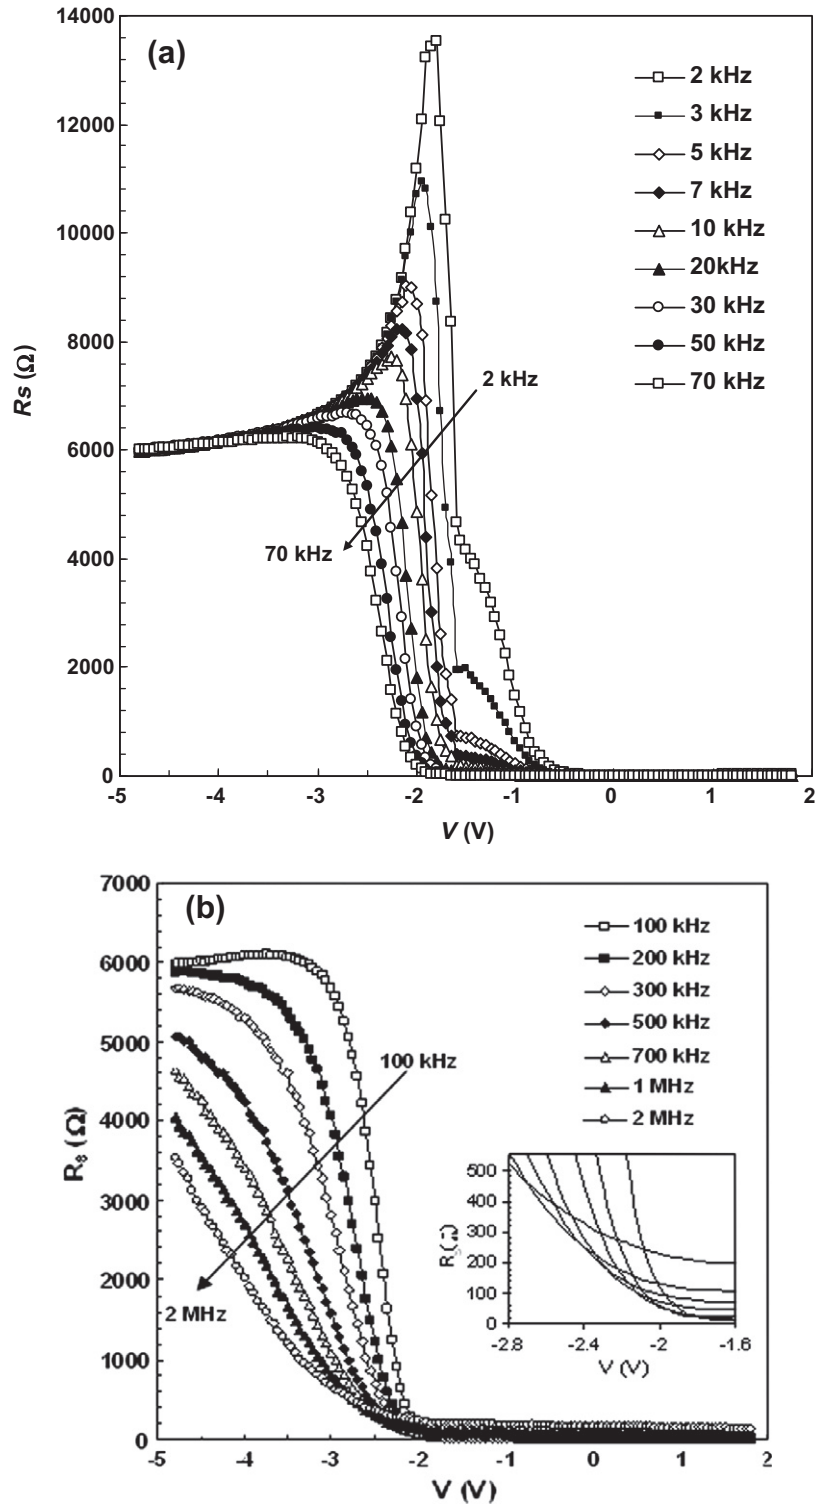 (a)
14000
12000
10000
8000
6000
4000
2000
0
Rs (Ω)
-5 -4 -3 -2 -1 0 1 2
V (V)
2 kHz
3 kHz
5 kHz
7 kHz
10 kHz
20kHz
30 kHz
50 kHz
70 kHz
2 kHz
70 kHz
(b)
7000
6000
5000
4000
3000
2000
1000
0
Rs (Ω)
-5 -4 -3 -2 -1 0 1 2
V (V)
100 kHz
200 kHz
300 kHz
500 kHz
700 kHz
1 MHz
2 MHz
100 kHz
2 MHz
500
400
300
200
100
0
-2.8 -2.4 -2 -1.6
V (V)